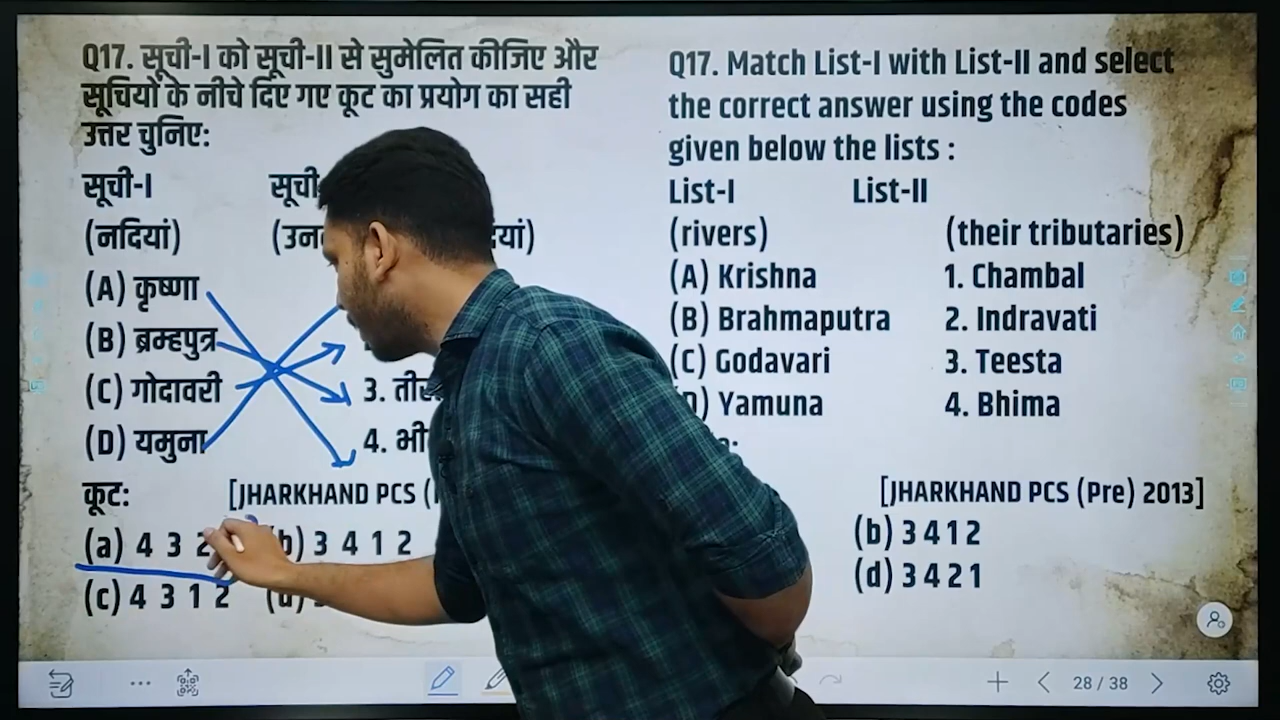 Q17. सूची-I को सूची-II से सुमेलित कीजिए और
सूचियों के नीचे दिए गए कूट का प्रयोग का सही
उत्तर चुनिए:
सूची-I सूची
(नदियां)
(A) कृष्णा
(B) ब्रम्हपुत्र
(C) गोदावरी 3.
(D) यमुना 4.
कूट: [JHARKHAND PCS
(a) 4 3 2 (b) 3 4 1 2
(c) 4 3 1 2
Q17. Match List-I with List-II and select
the correct answer using the codes
given below the lists :
List-I List-II
(rivers) (their tributaries)
(A) Krishna 1. Chambal
(B) Brahmaputra 2. Indravati
(C) Godavari 3. Teesta
(D) Yamuna 4. Bhima
[JHARKHAND PCS (Pre) 2013]
(b) 3 4 1 2
(d) 3 4 2 1
28 / 38